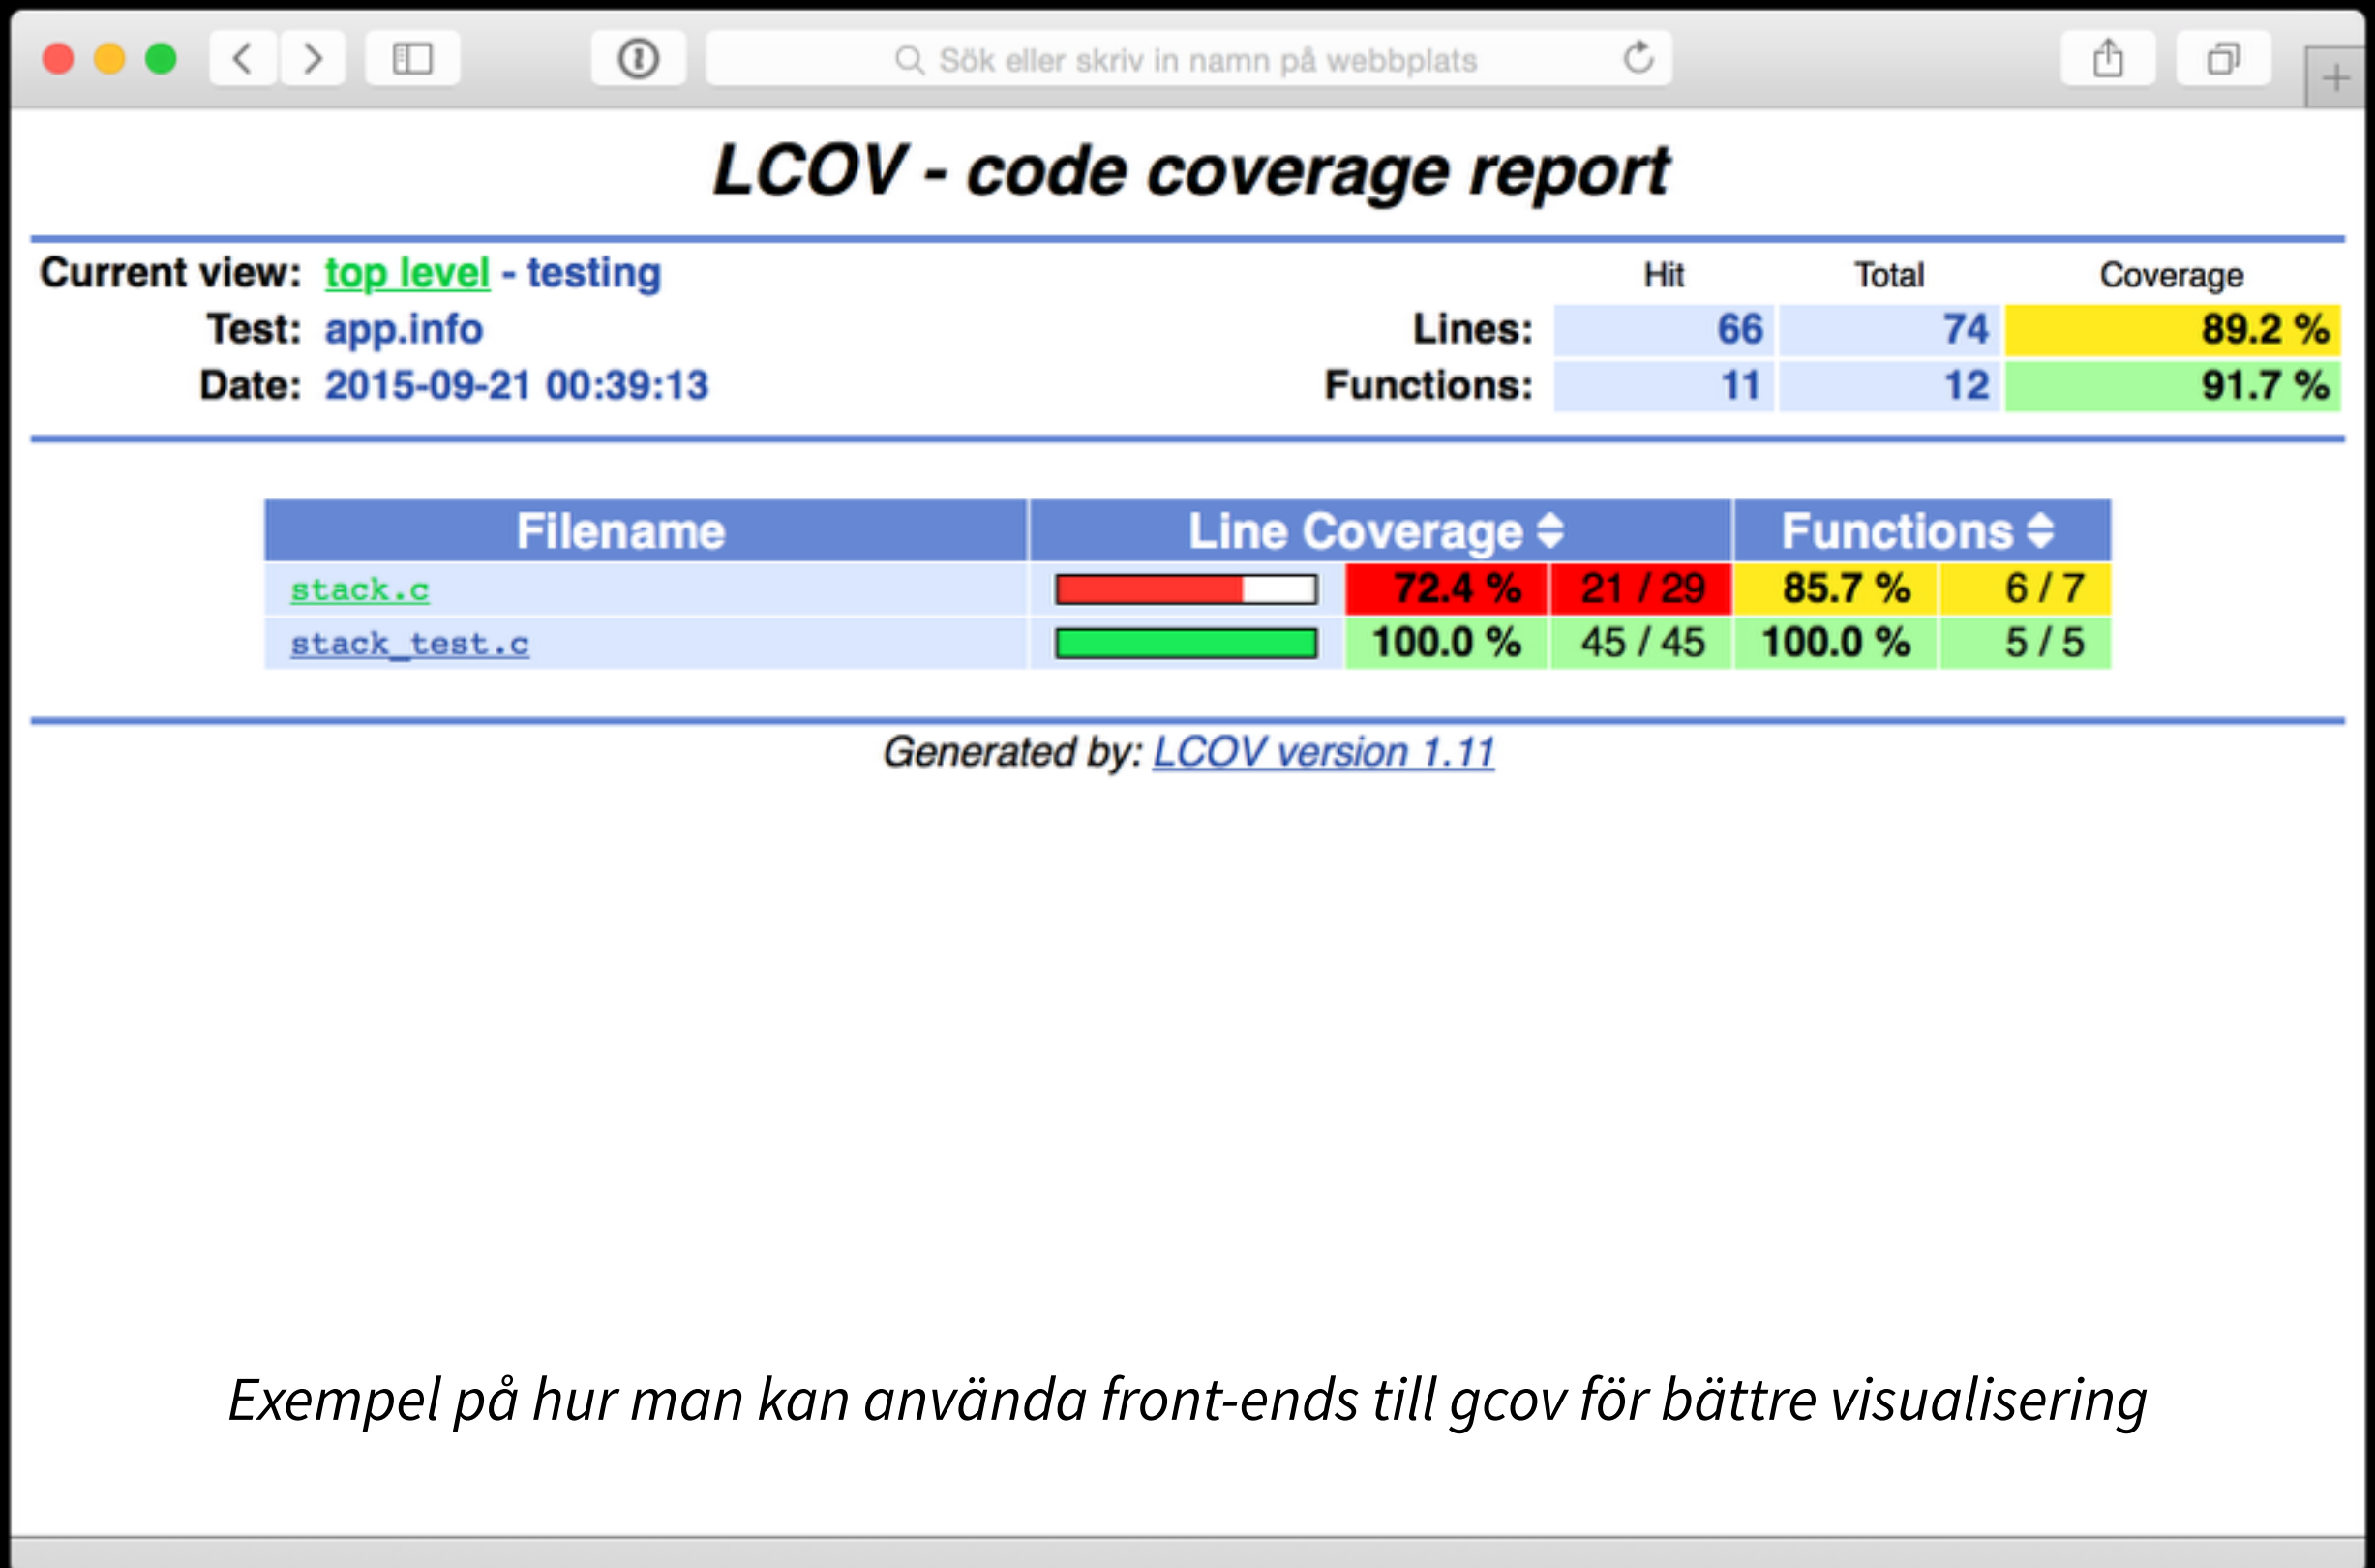 Sök eller skriv in namn på webbplats
LCOV - code coverage report
Current view: top level - testing
Test: app.info
Date: 2015-09-21 00:39:13
Hit Total Coverage
Lines: 66 74 89.2 %
Functions: 11 12 91.7 %
Filename Line Coverage Functions
stack.c 72.4 % 21 / 29 85.7 % 6 / 7
stack_test.c 100.0 % 45 / 45 100.0 % 5 / 5
Generated by: LCOV version 1.11
Exempel på hur man kan använda front-ends till gcov för bättre visualisering